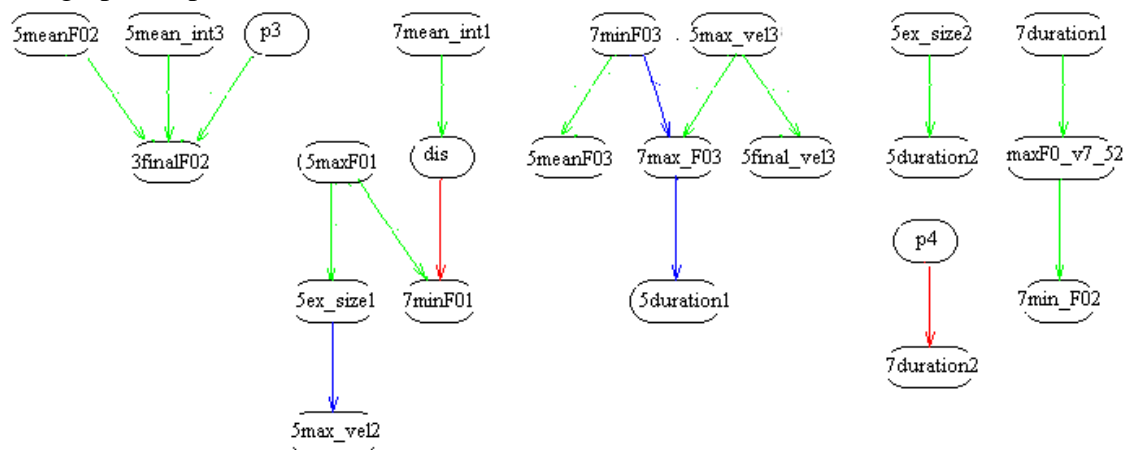 5meanF02 5mean_int3 p3 7mean_int1 7minF03 5max_vel3 5ex_size2 7duration1
3finalF02 (5maxF01 dis 5meanF03 7max_F03 5final_vel3 5duration2 maxF0_v7_52
p4
5ex_size1 7minF01 (5duration1 7min_F02
7duration2
5max_vel2